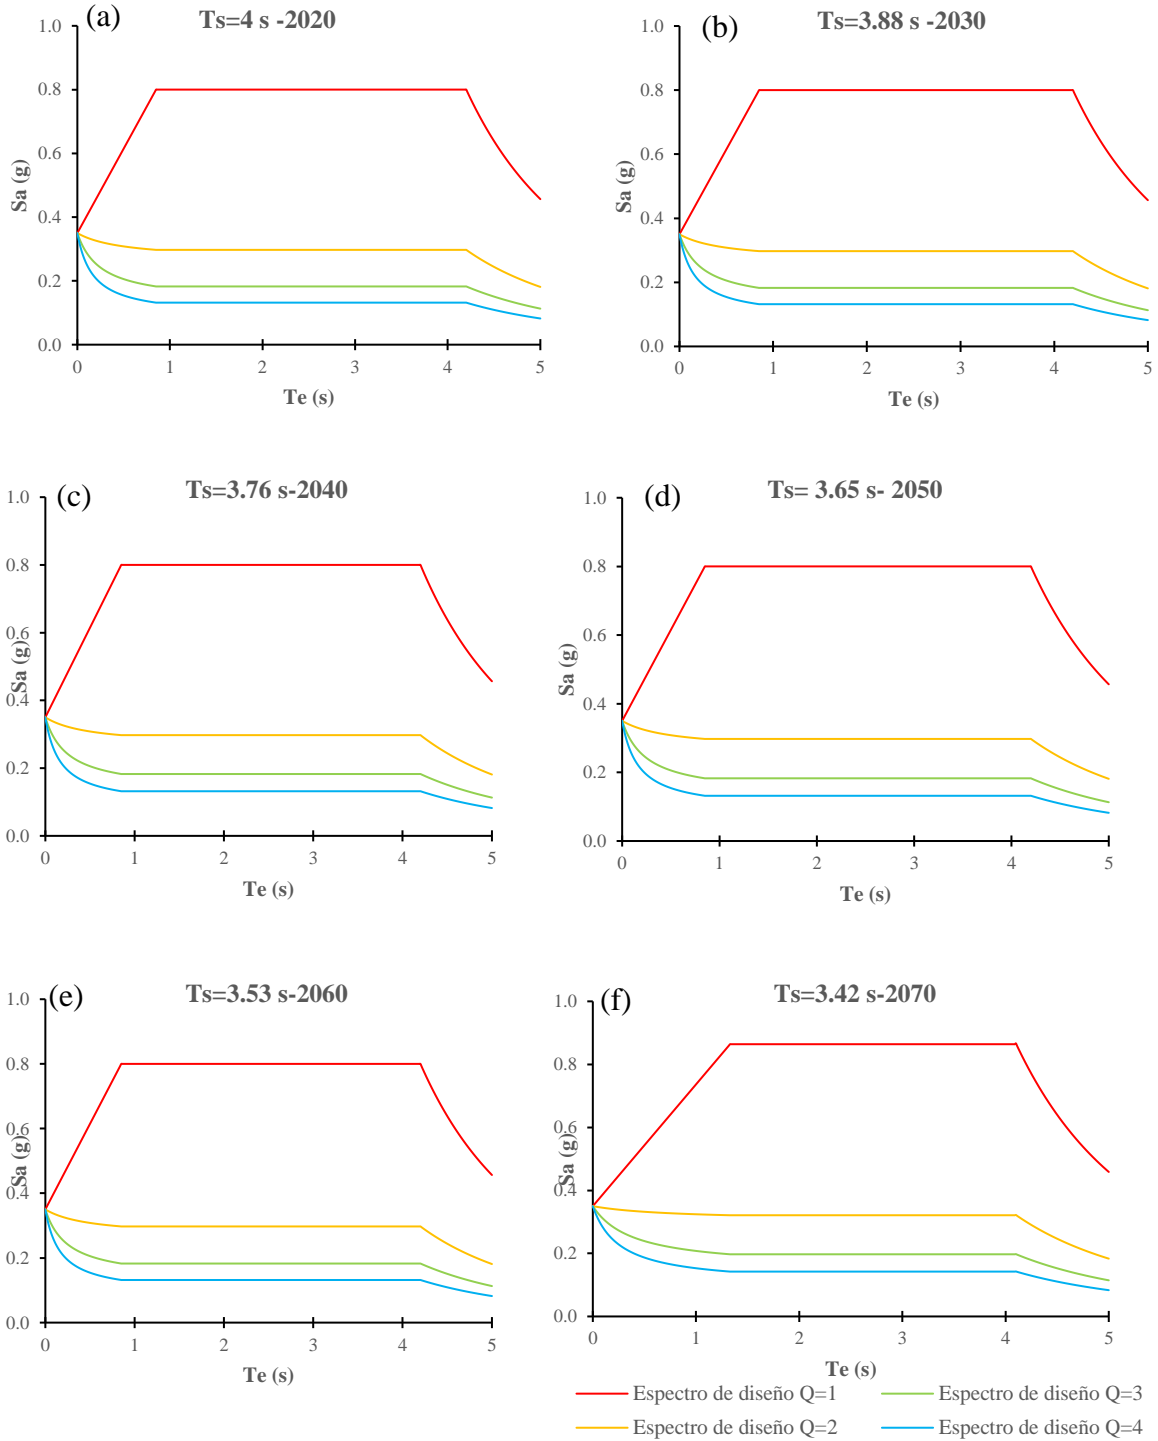 (a)
Ts=4 s -2020
1.0
0.8
0.6
0.4
0.2
0.0
Sa (g)
0 1 2 3 4 5
Te (s)
(b)
Ts=3.88 s -2030
1.0
0.8
0.6
0.4
0.2
0.0
Sa (g)
0 1 2 3 4 5
Te (s)
(c)
Ts=3.76 s-2040
1.0
0.8
0.6
0.4
0.2
0.0
Sa (g)
0 1 2 3 4 5
Te (s)
(d)
Ts= 3.65 s- 2050
1.0
0.8
0.6
0.4
0.2
0.0
Sa (g)
0 1 2 3 4 5
Te (s)
(e)
Ts=3.53 s-2060
1.0
0.8
0.6
0.4
0.2
0.0
Sa (g)
0 1 2 3 4 5
Te (s)
(f)
Ts=3.42 s-2070
1.0
0.8
0.6
0.4
0.2
0.0
Sa (g)
0 1 2 3 4 5
Te (s)
Espectro de diseño Q=1 Espectro de diseño Q=3
Espectro de diseño Q=2 Espectro de diseño Q=4